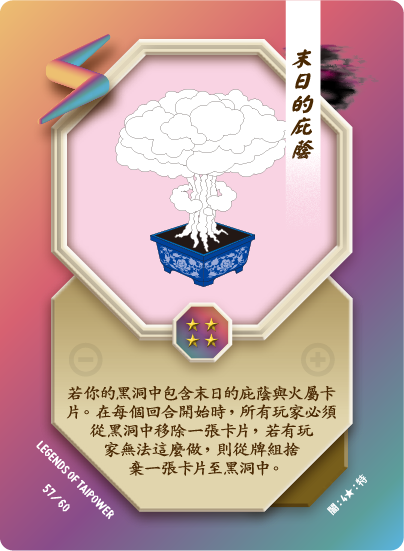 末日的庇蔭
若你的黑洞中包含末日的庇蔭與火屬卡
片。在每個回合開始時，所有玩家必須
從黑洞中移除一張卡片，若有玩
家無法這麼做，則從牌組捨
棄一張卡片至黑洞中。
LEGENDS OF TAIPOWER
57/60
闇:4★:特